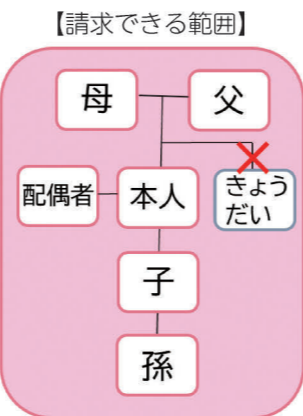 【請求できる範囲】
母
父
配偶者
本人
きょう
だい
子
孫